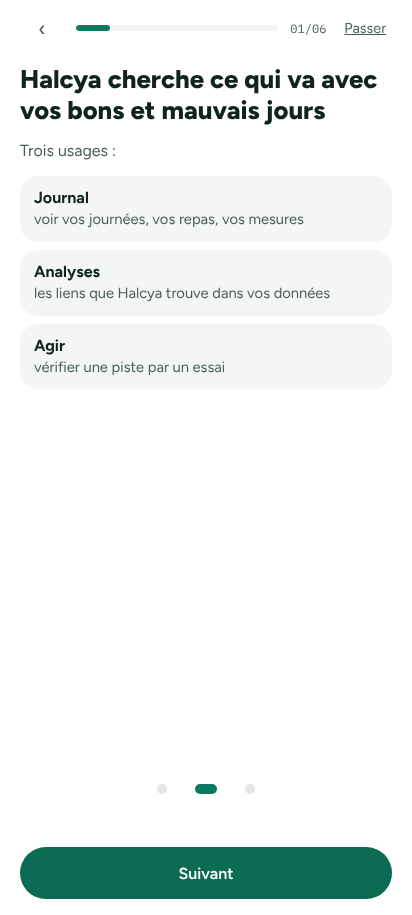 ‹ 01/06 Passer
Halcya cherche ce qui va avec
vos bons et mauvais jours
Trois usages :
Journal
voir vos journées, vos repas, vos mesures
Analyses
les liens que Halcya trouve dans vos données
Agir
vérifier une piste par un essai
Suivant